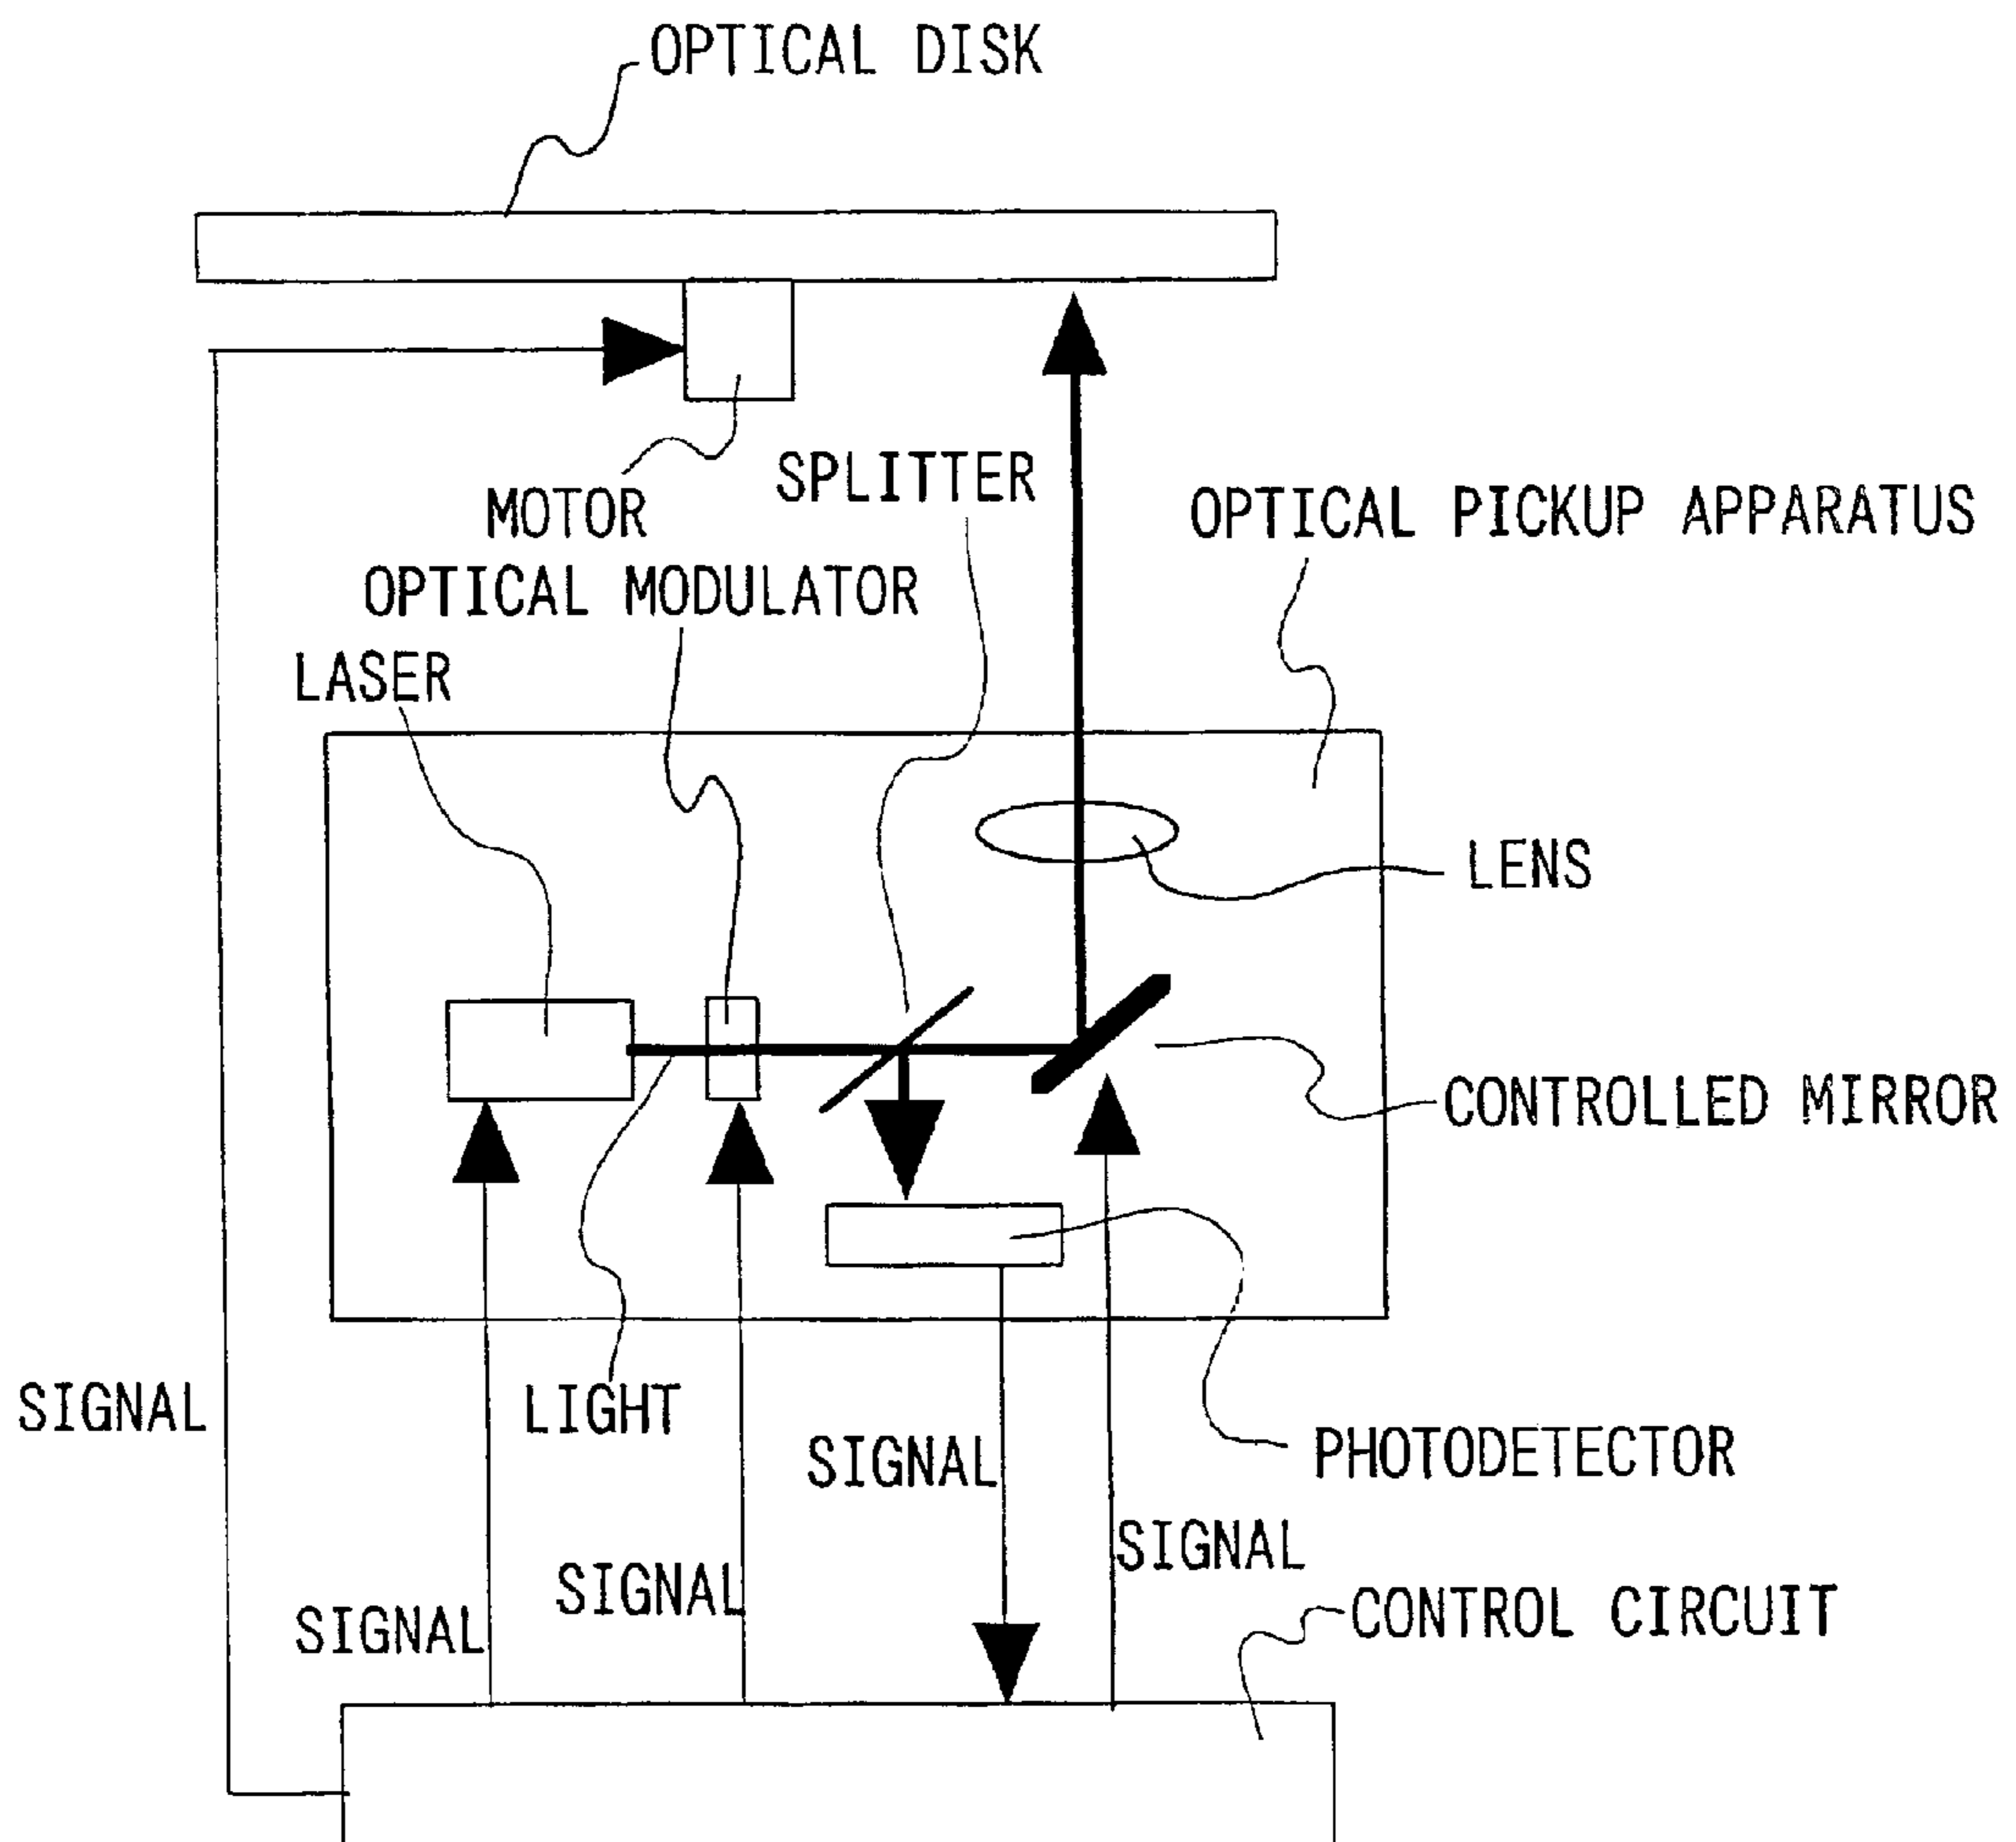 OPTICAL DISK
SPLITTER
MOTOR
OPTICAL PICKUP APPARATUS
OPTICAL MODULATOR
LASER
LENS
CONTROLLED MIRROR
SIGNAL
LIGHT
SIGNAL
PHOTODETECTOR
SIGNAL
SIGNAL
SIGNAL
CONTROL CIRCUIT